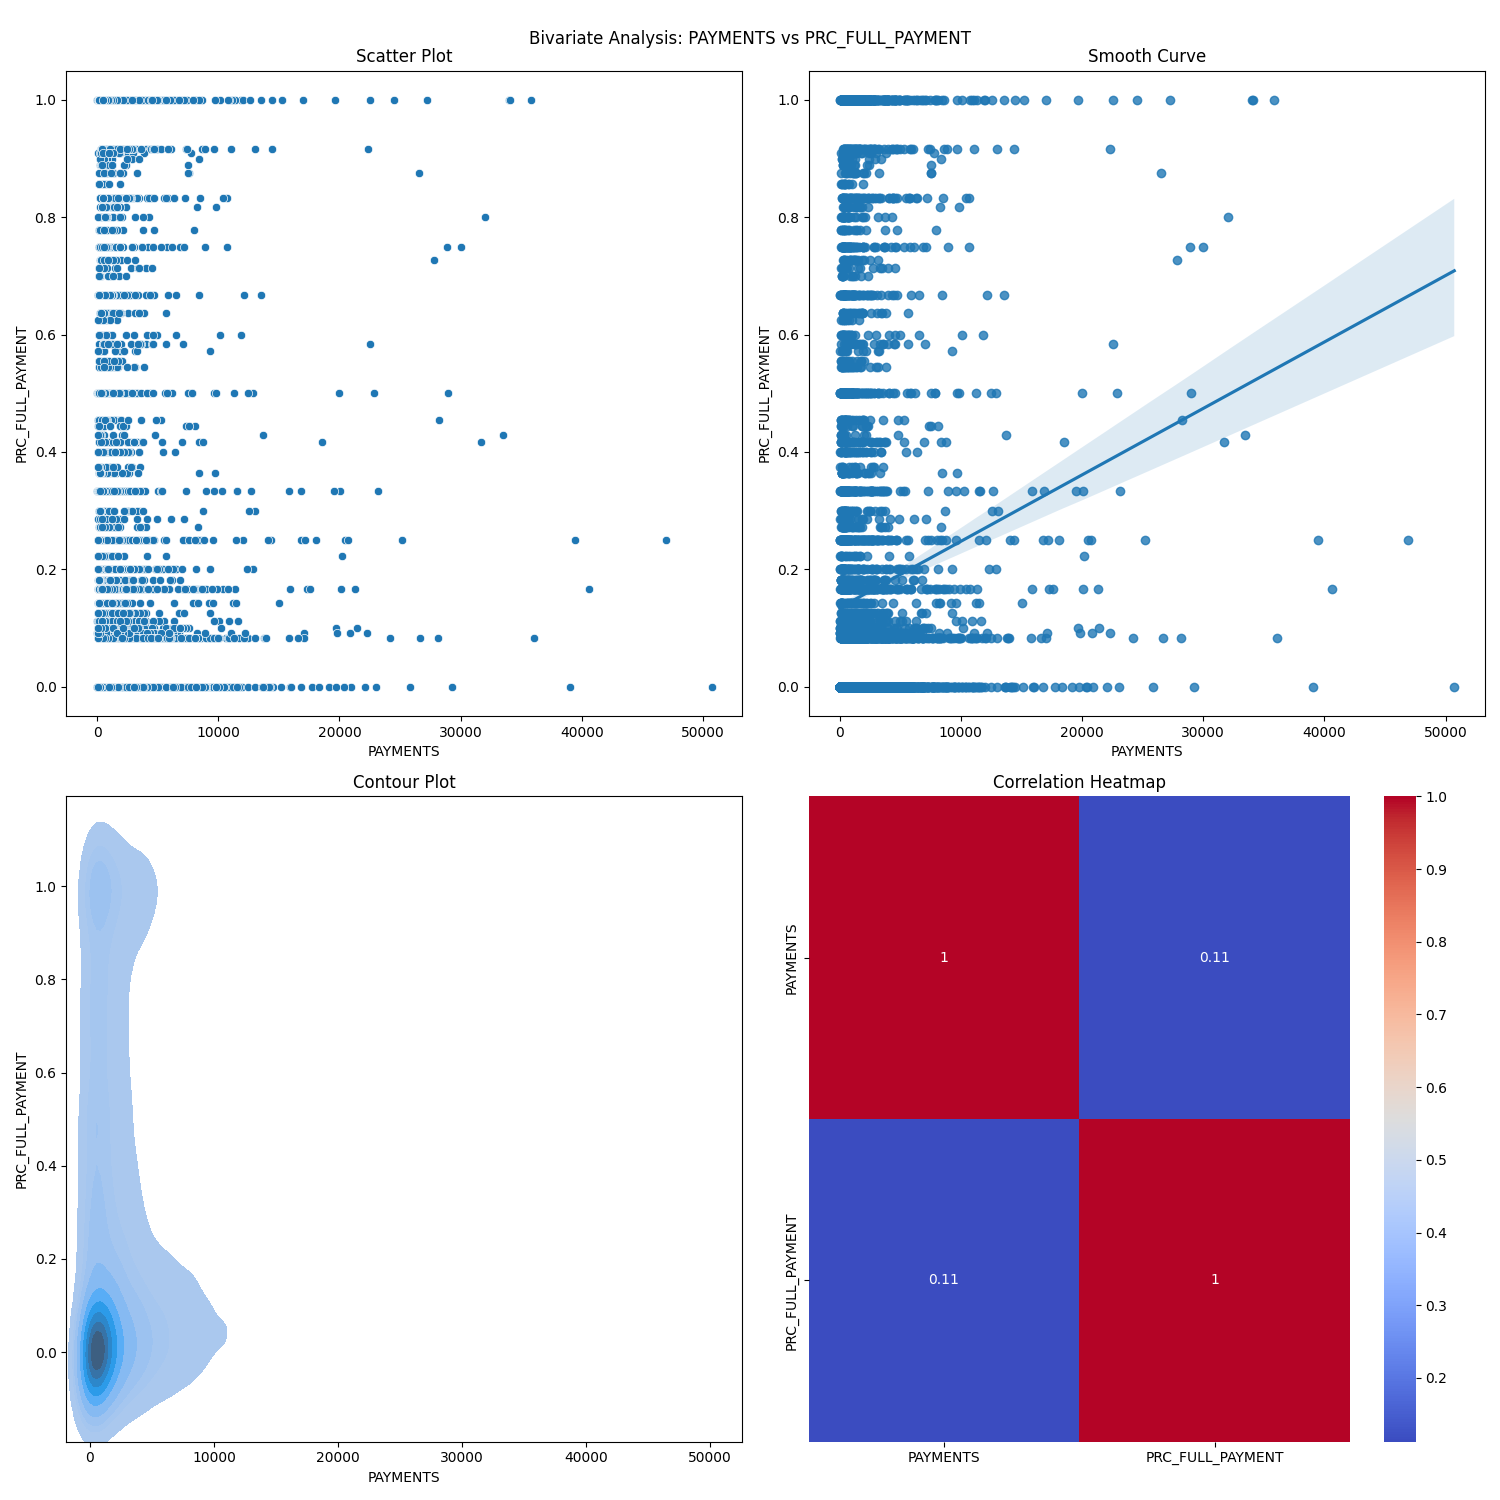 Bivariate Analysis: PAYMENTS vs PRC_FULL_PAYMENT
Scatter Plot
1.0
0.8
0.6
0.4
0.2
0.0
PRC_FULL_PAYMENT
0 10000 20000 30000 40000 50000
PAYMENTS
Smooth Curve
1.0
0.8
0.6
0.4
0.2
0.0
PRC_FULL_PAYMENT
0 10000 20000 30000 40000 50000
PAYMENTS
Contour Plot
1.0
0.8
0.6
0.4
0.2
0.0
PRC_FULL_PAYMENT
0 10000 20000 30000 40000 50000
PAYMENTS
Correlation Heatmap
PAYMENTS
PRC_FULL_PAYMENT
1 0.11
0.11 1
PAYMENTS PRC_FULL_PAYMENT
1.0
0.9
0.8
0.7
0.6
0.5
0.4
0.3
0.2